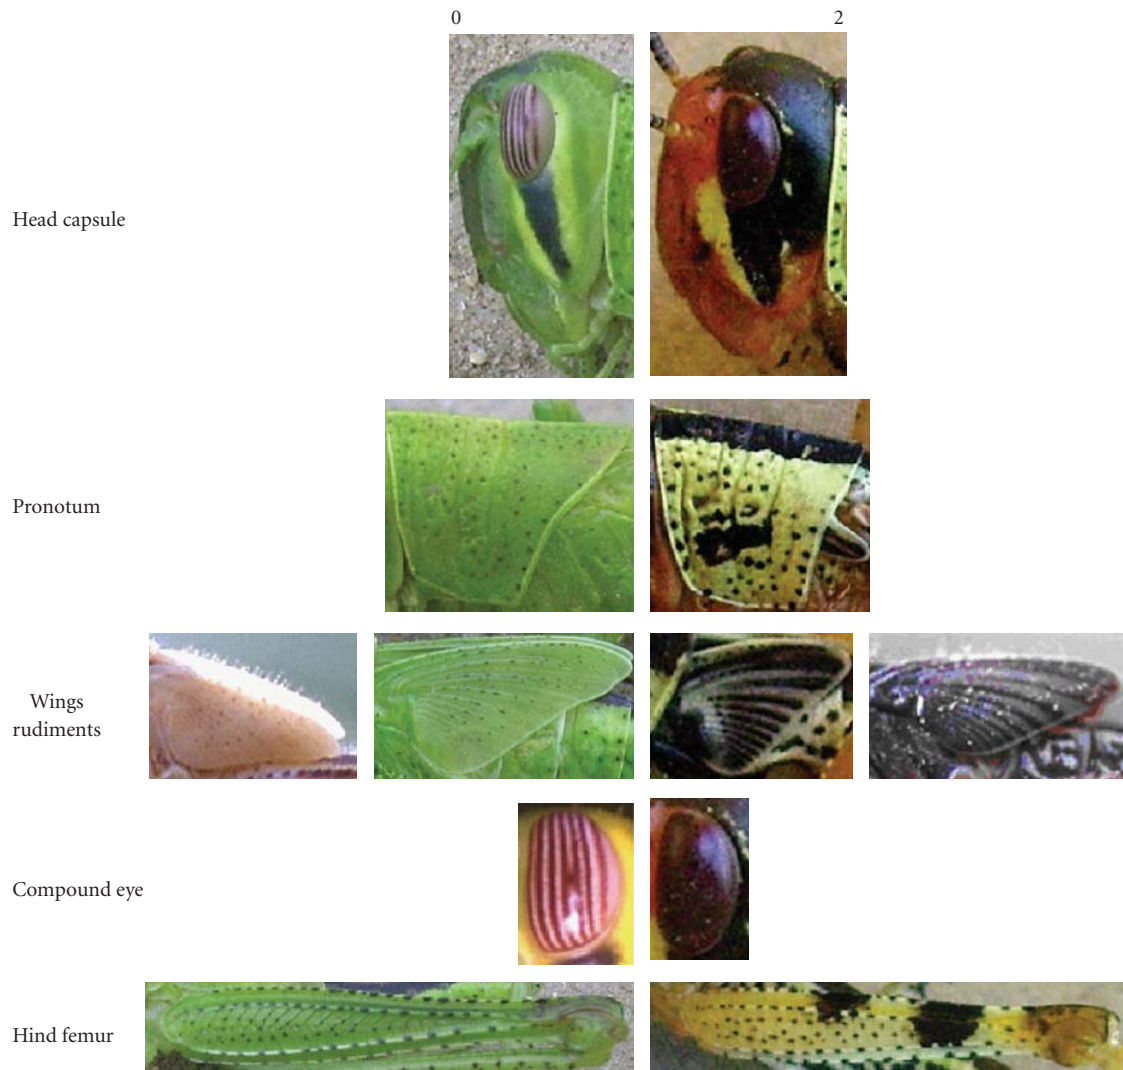 0 2
Head capsule
Pronotum
Wings
rudiments
Compound eye
Hind femur